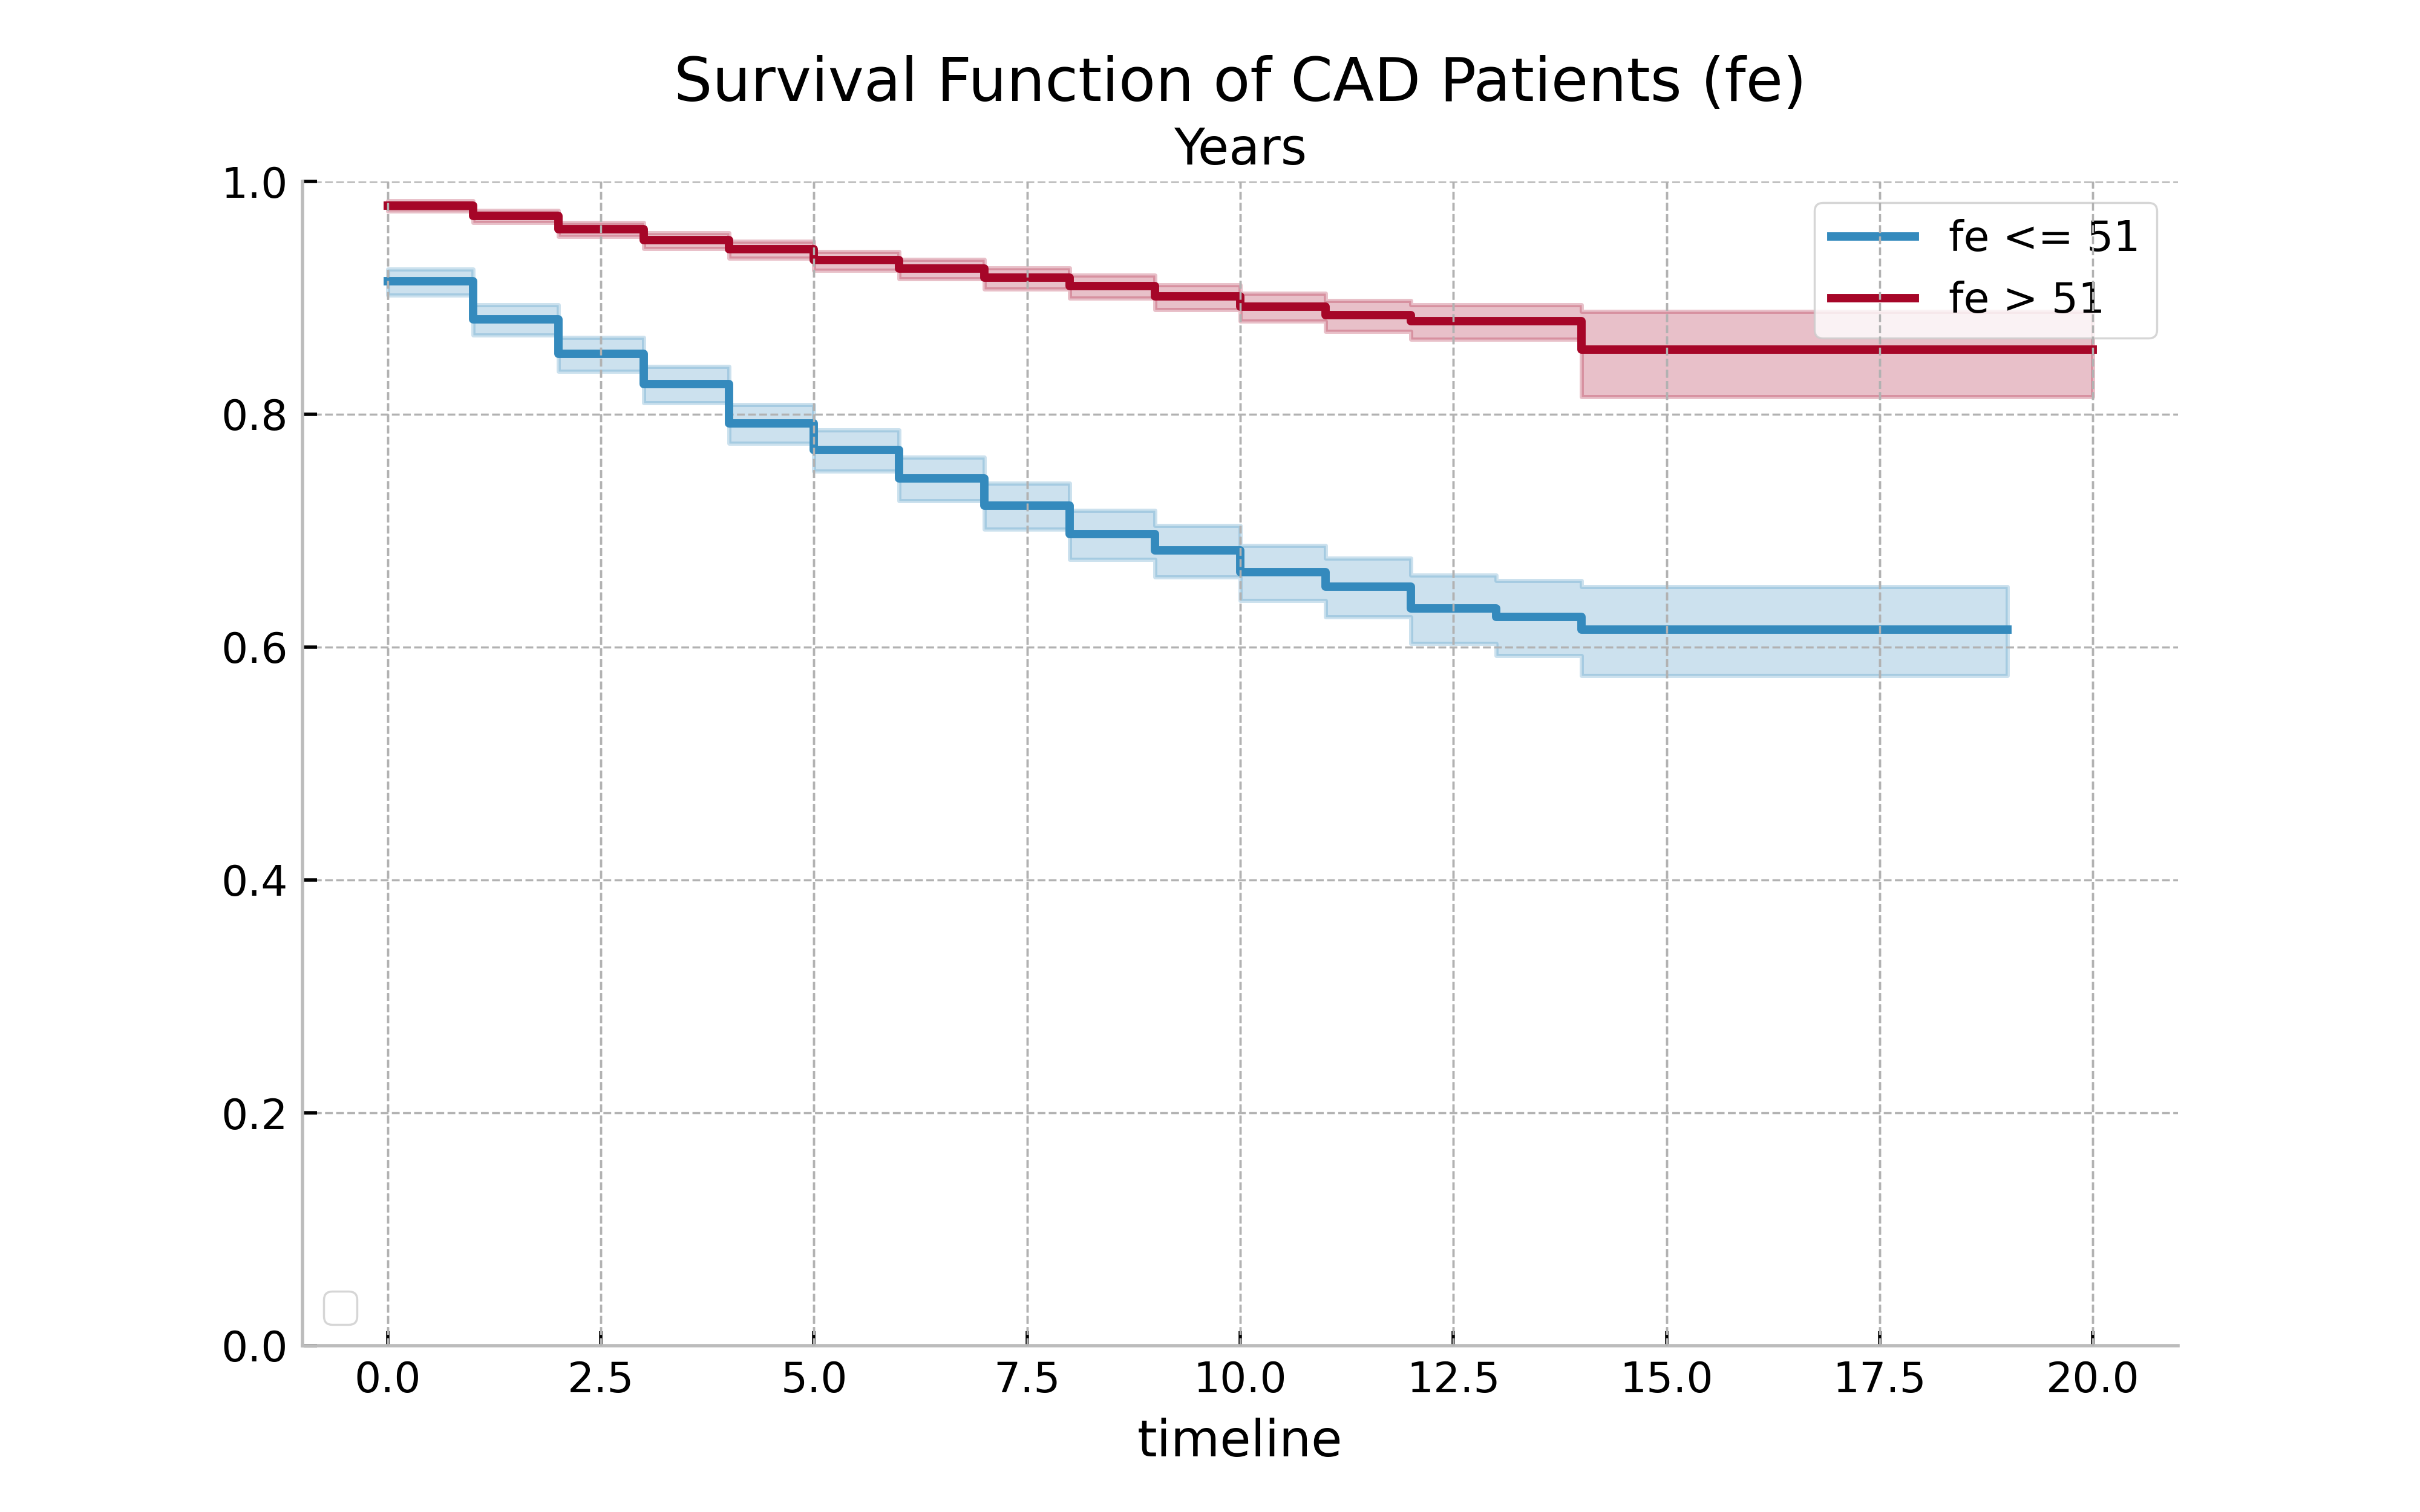 Survival Function of CAD Patients (fe)
Years
1.0
0.8
0.6
0.4
0.2
0.0
fe <= 51
fe > 51
0.0 2.5 5.0 7.5 10.0 12.5 15.0 17.5 20.0
timeline